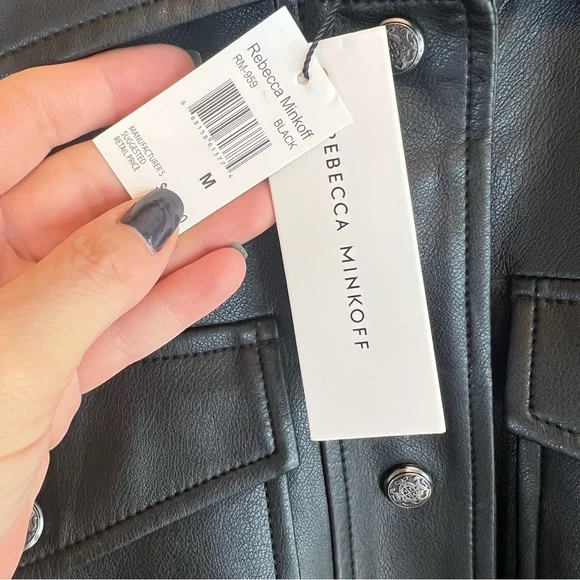 Rebecca Minkoff
RM-959
BLACK
M
MANUFACTURER'S
SUGGESTED
RETAIL PRICE
$
REBECCA MINKOFF